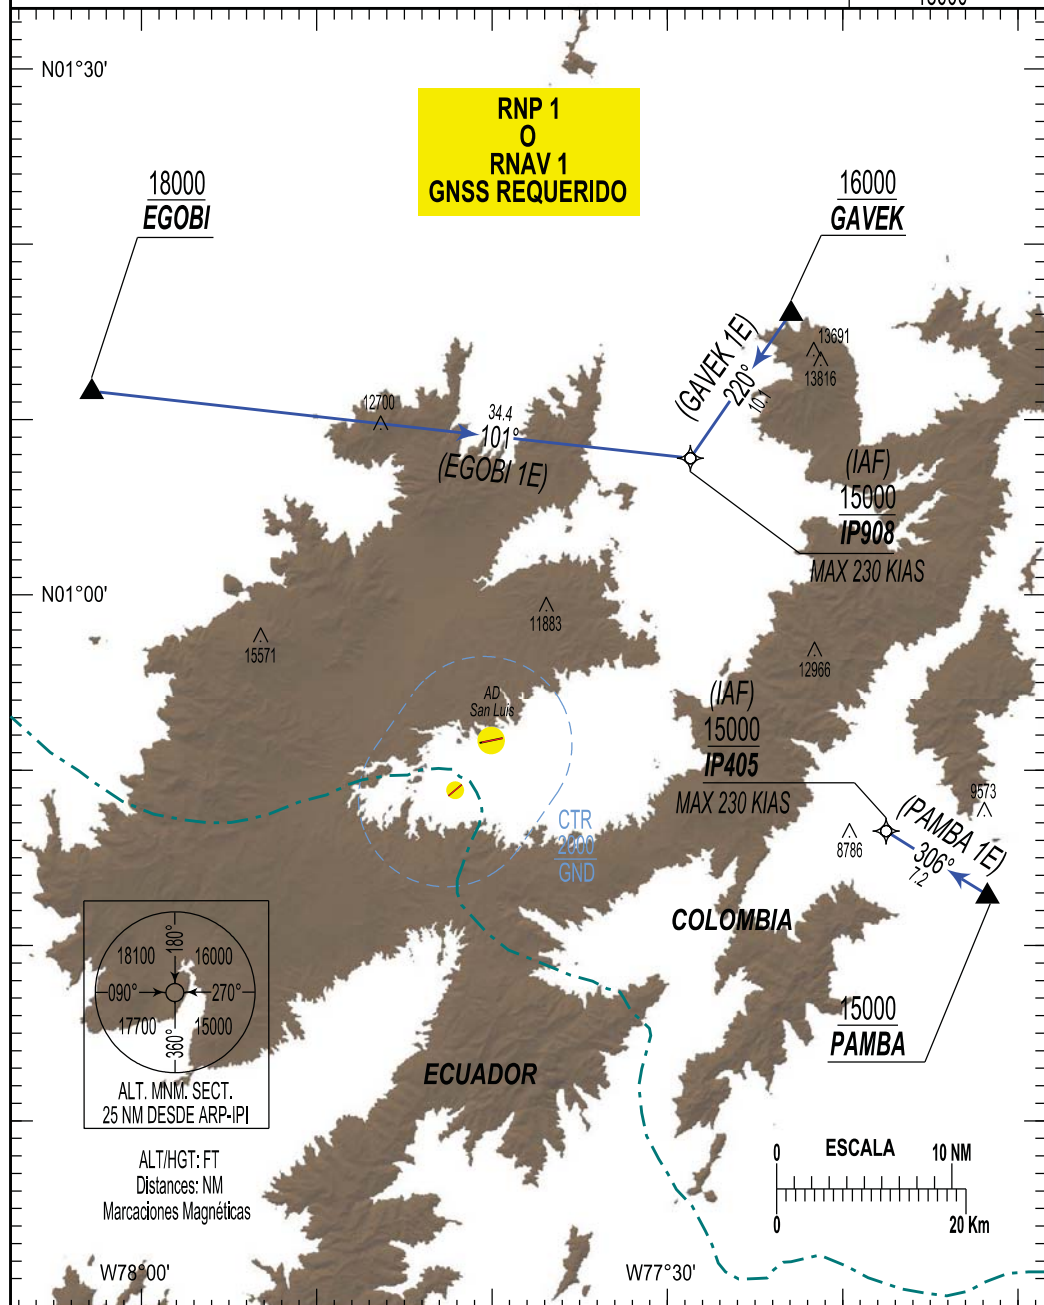 N01°30'
RNP 1
O
RNAV 1
GNSS REQUERIDO
18000
EGOBI
16000
GAVEK
(GAVEK 1E)
220°
10.1
13691
13816
12700
34.4
101°
(EGOBI 1E)
(IAF)
15000
IP908
MAX 230 KIAS
N01°00'
11883
15571
12966
AD
San Luis
(IAF)
15000
IP405
MAX 230 KIAS
9573
8786
(PAMBA 1E)
306°
7.2
CTR
2000
GND
COLOMBIA
15000
PAMBA
ECUADOR
18100
180°
16000
090°
270°
17700
360°
15000
ALT. MNM. SECT.
25 NM DESDE ARP-IPI
ALT/HGT: FT
Distances: NM
Marcaciones Magnéticas
0
ESCALA
10 NM
0
20 Km
W78°00'
W77°30'